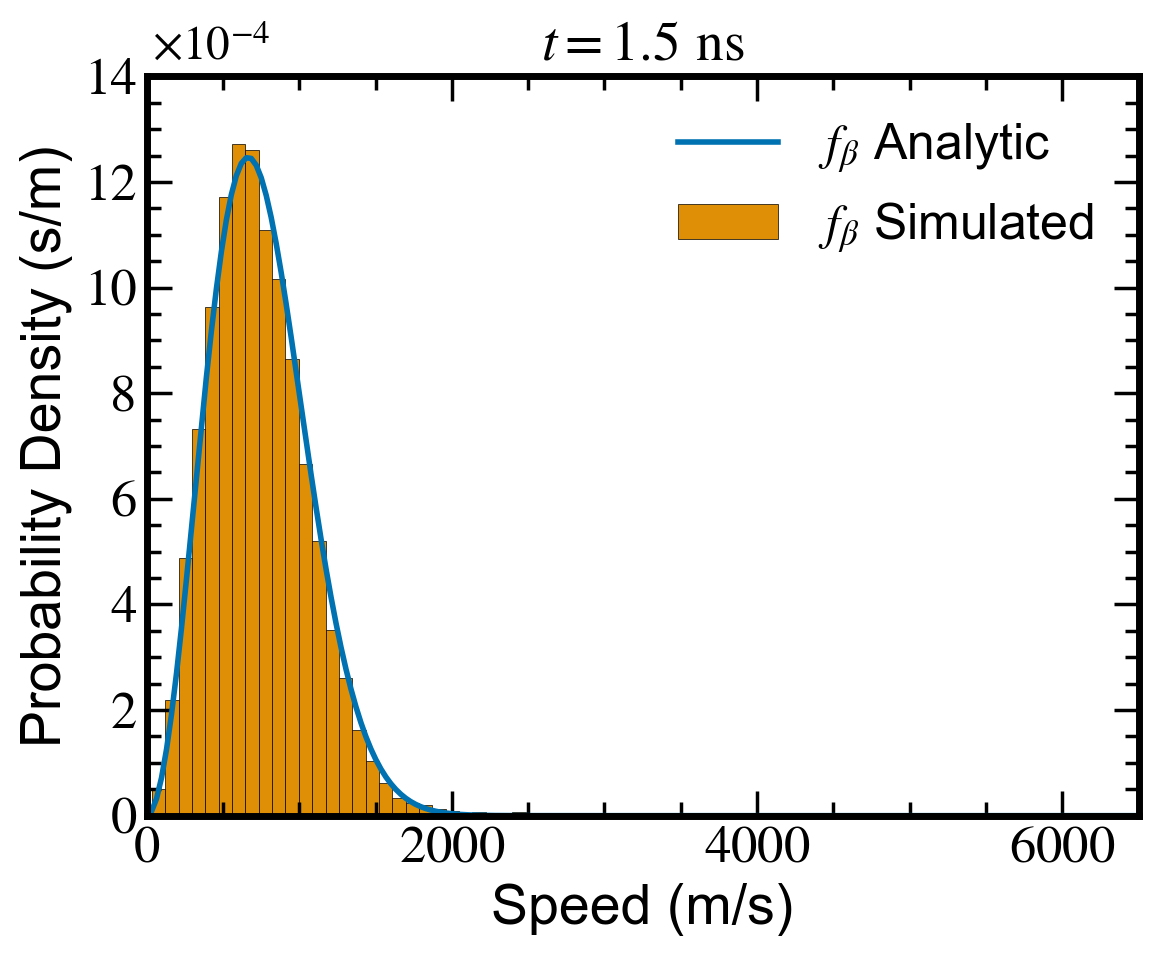 ×10⁻⁴
t = 1.5 ns
14
12
10
8
6
4
2
0
Probability Density (s/m)
f_β Analytic
f_β Simulated
0 2000 4000 6000
Speed (m/s)